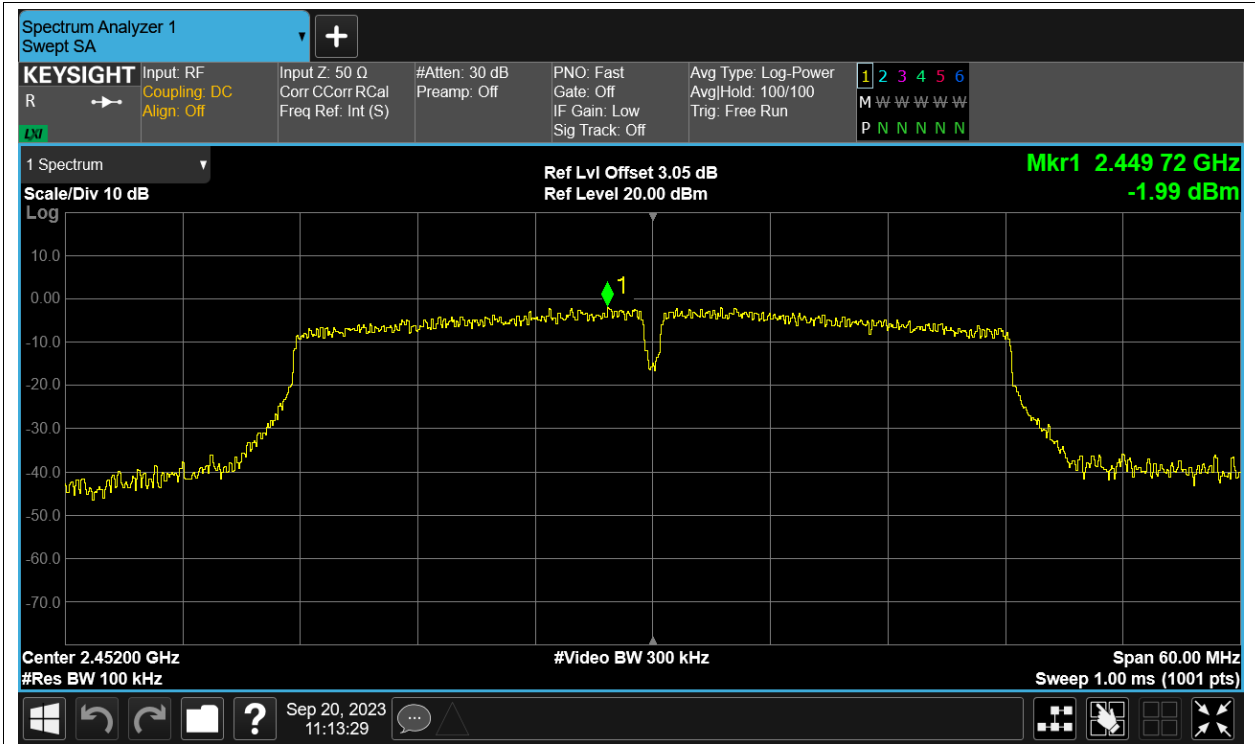 Spectrum Analyzer 1
Swept SA
+
KEYSIGHT
R
LXI
Input: RF
Coupling: DC
Align: Off
Input Z: 50 Ω
Corr CCorr RCal
Freq Ref: Int (S)
#Atten: 30 dB
Preamp: Off
PNO: Fast
Gate: Off
IF Gain: Low
Sig Track: Off
Avg Type: Log-Power
Avg|Hold: 100/100
Trig: Free Run
1 2 3 4 5 6
M W W W W W
P N N N N N
1 Spectrum
Scale/Div 10 dB
Log
Ref Lvl Offset 3.05 dB
Ref Level 20.00 dBm
Mkr1 2.449 72 GHz
-1.99 dBm
10.0
0.00
-10.0
-20.0
-30.0
-40.0
-50.0
-60.0
-70.0
1
Center 2.45200 GHz
#Res BW 100 kHz
#Video BW 300 kHz
Span 60.00 MHz
Sweep 1.00 ms (1001 pts)
?
Sep 20, 2023
11:13:29